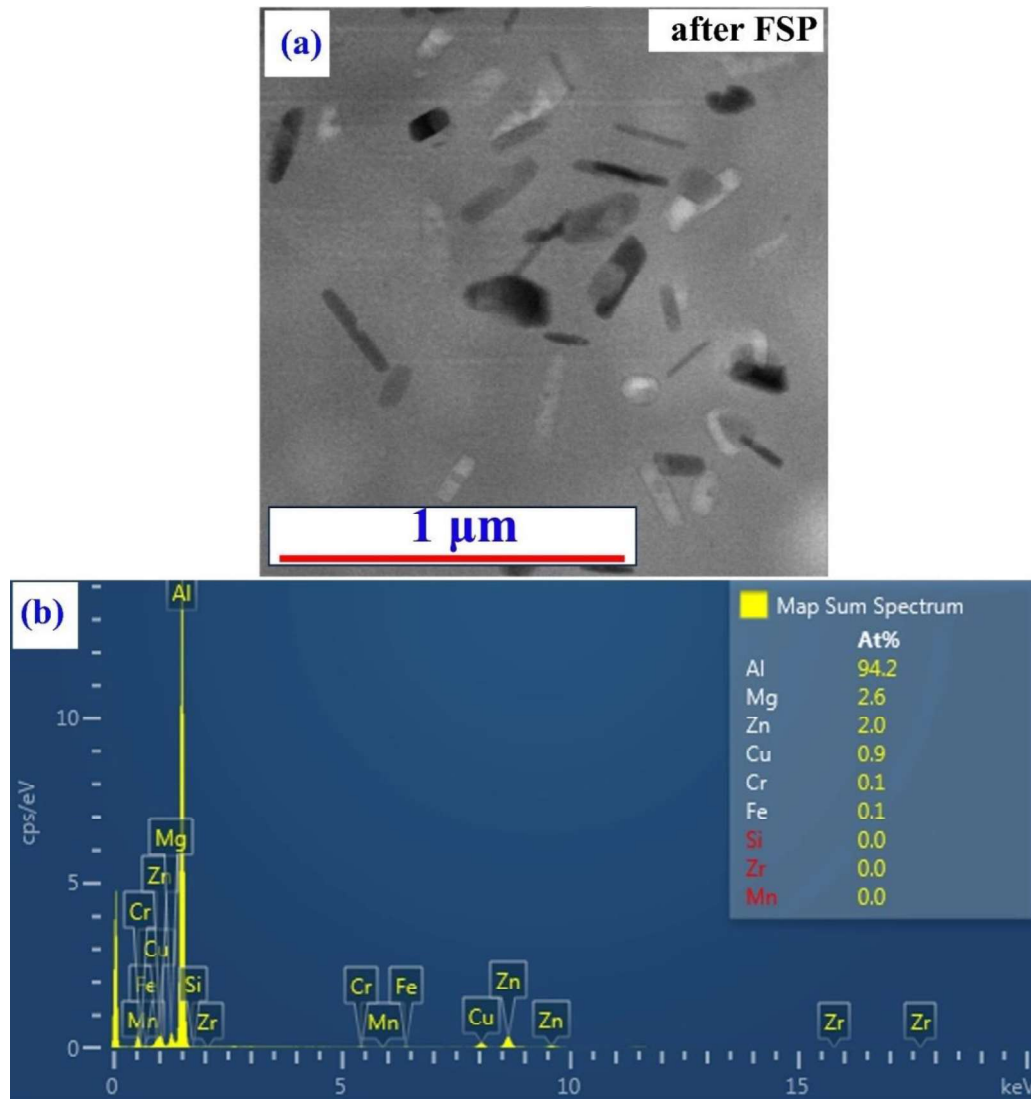 (a)
after FSP
1 µm
(b)
Al
Map Sum Spectrum
At%
Al 94.2
Mg 2.6
Zn 2.0
Cu 0.9
Cr 0.1
Fe 0.1
Si 0.0
Zr 0.0
Mn 0.0
cps/eV
10
5
0
Mg
Zn
Cr
Cu
Fe
Si
Mn
Zr
Cr
Fe
Mn
Cu
Zn
Zn
Zr
Zr
0
5
10
15
keV